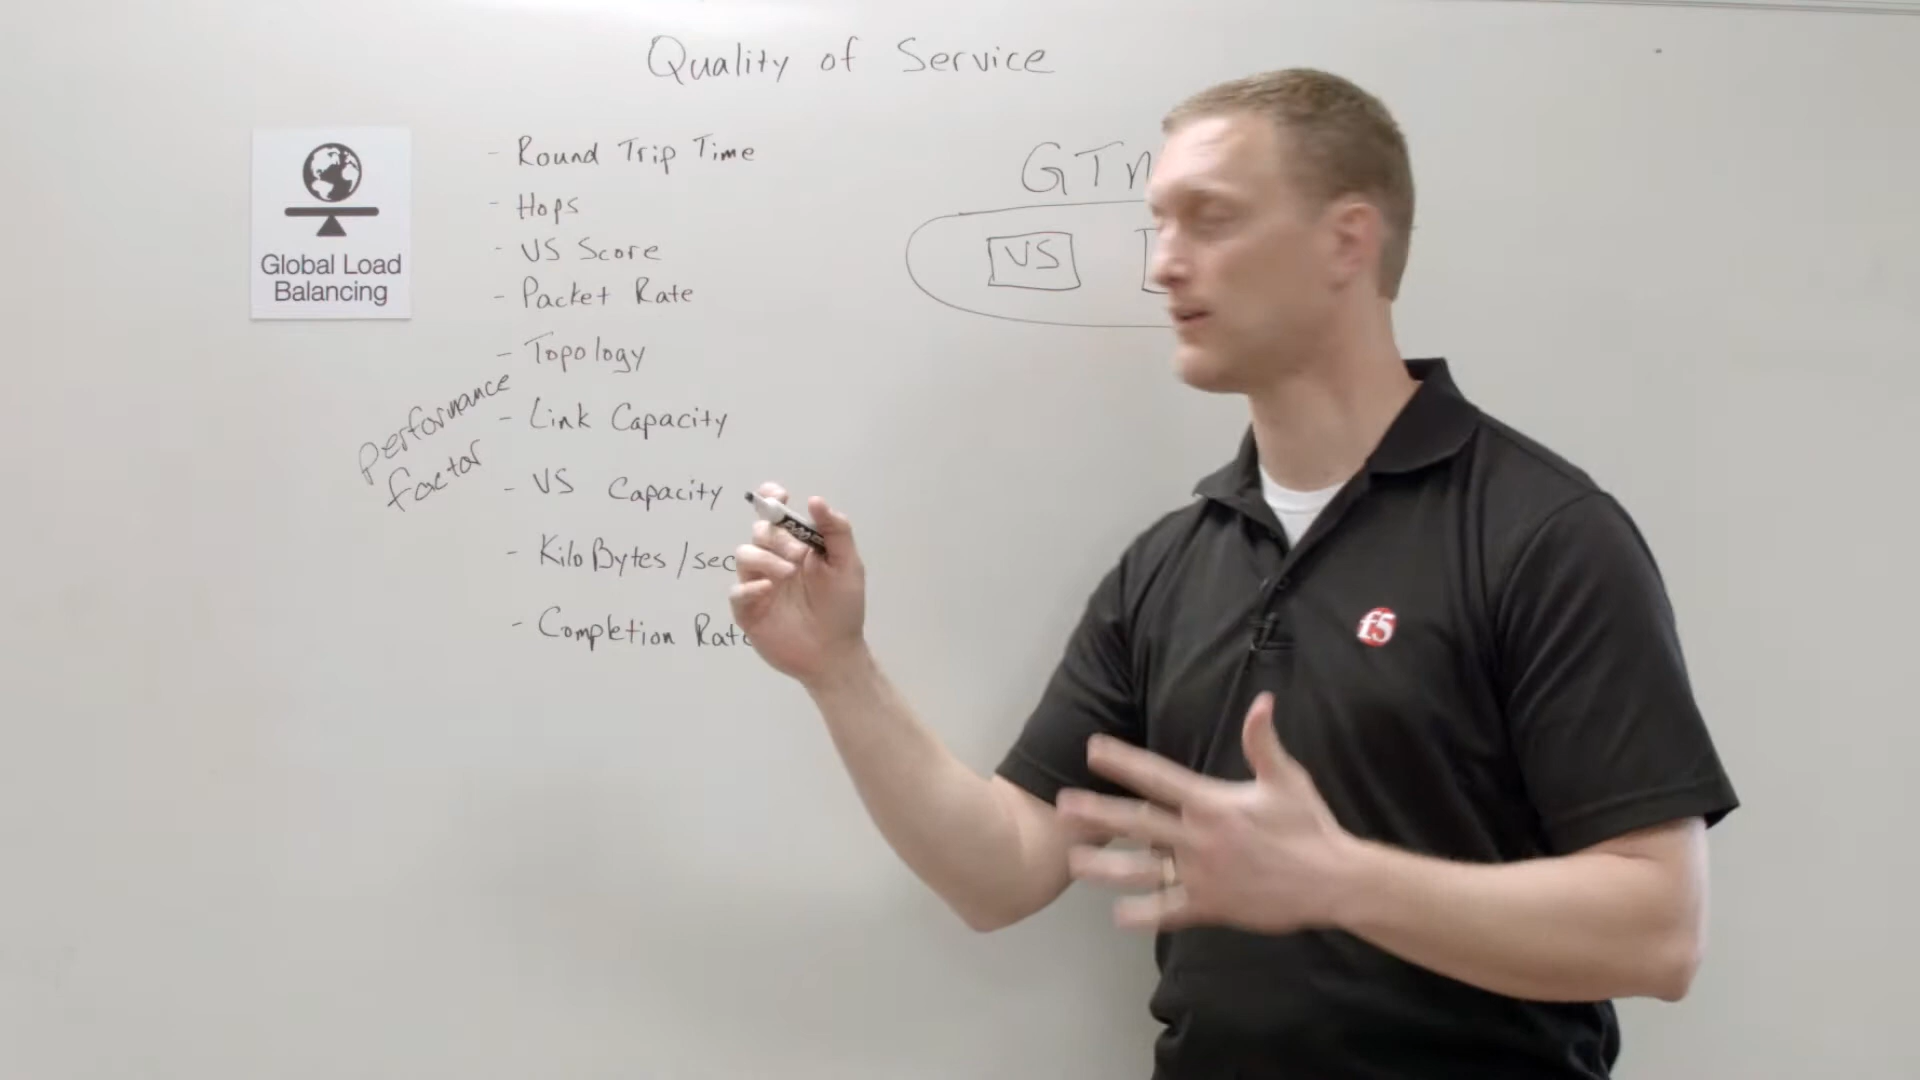 Quality of Service
Global Load
Balancing
- Round Trip Time
- Hops
- VS Score
- Packet Rate
- Topology
- Link Capacity
- VS Capacity
- KiloBytes/sec
- Completion Rate
Performance
factor
GTM
VS
f5